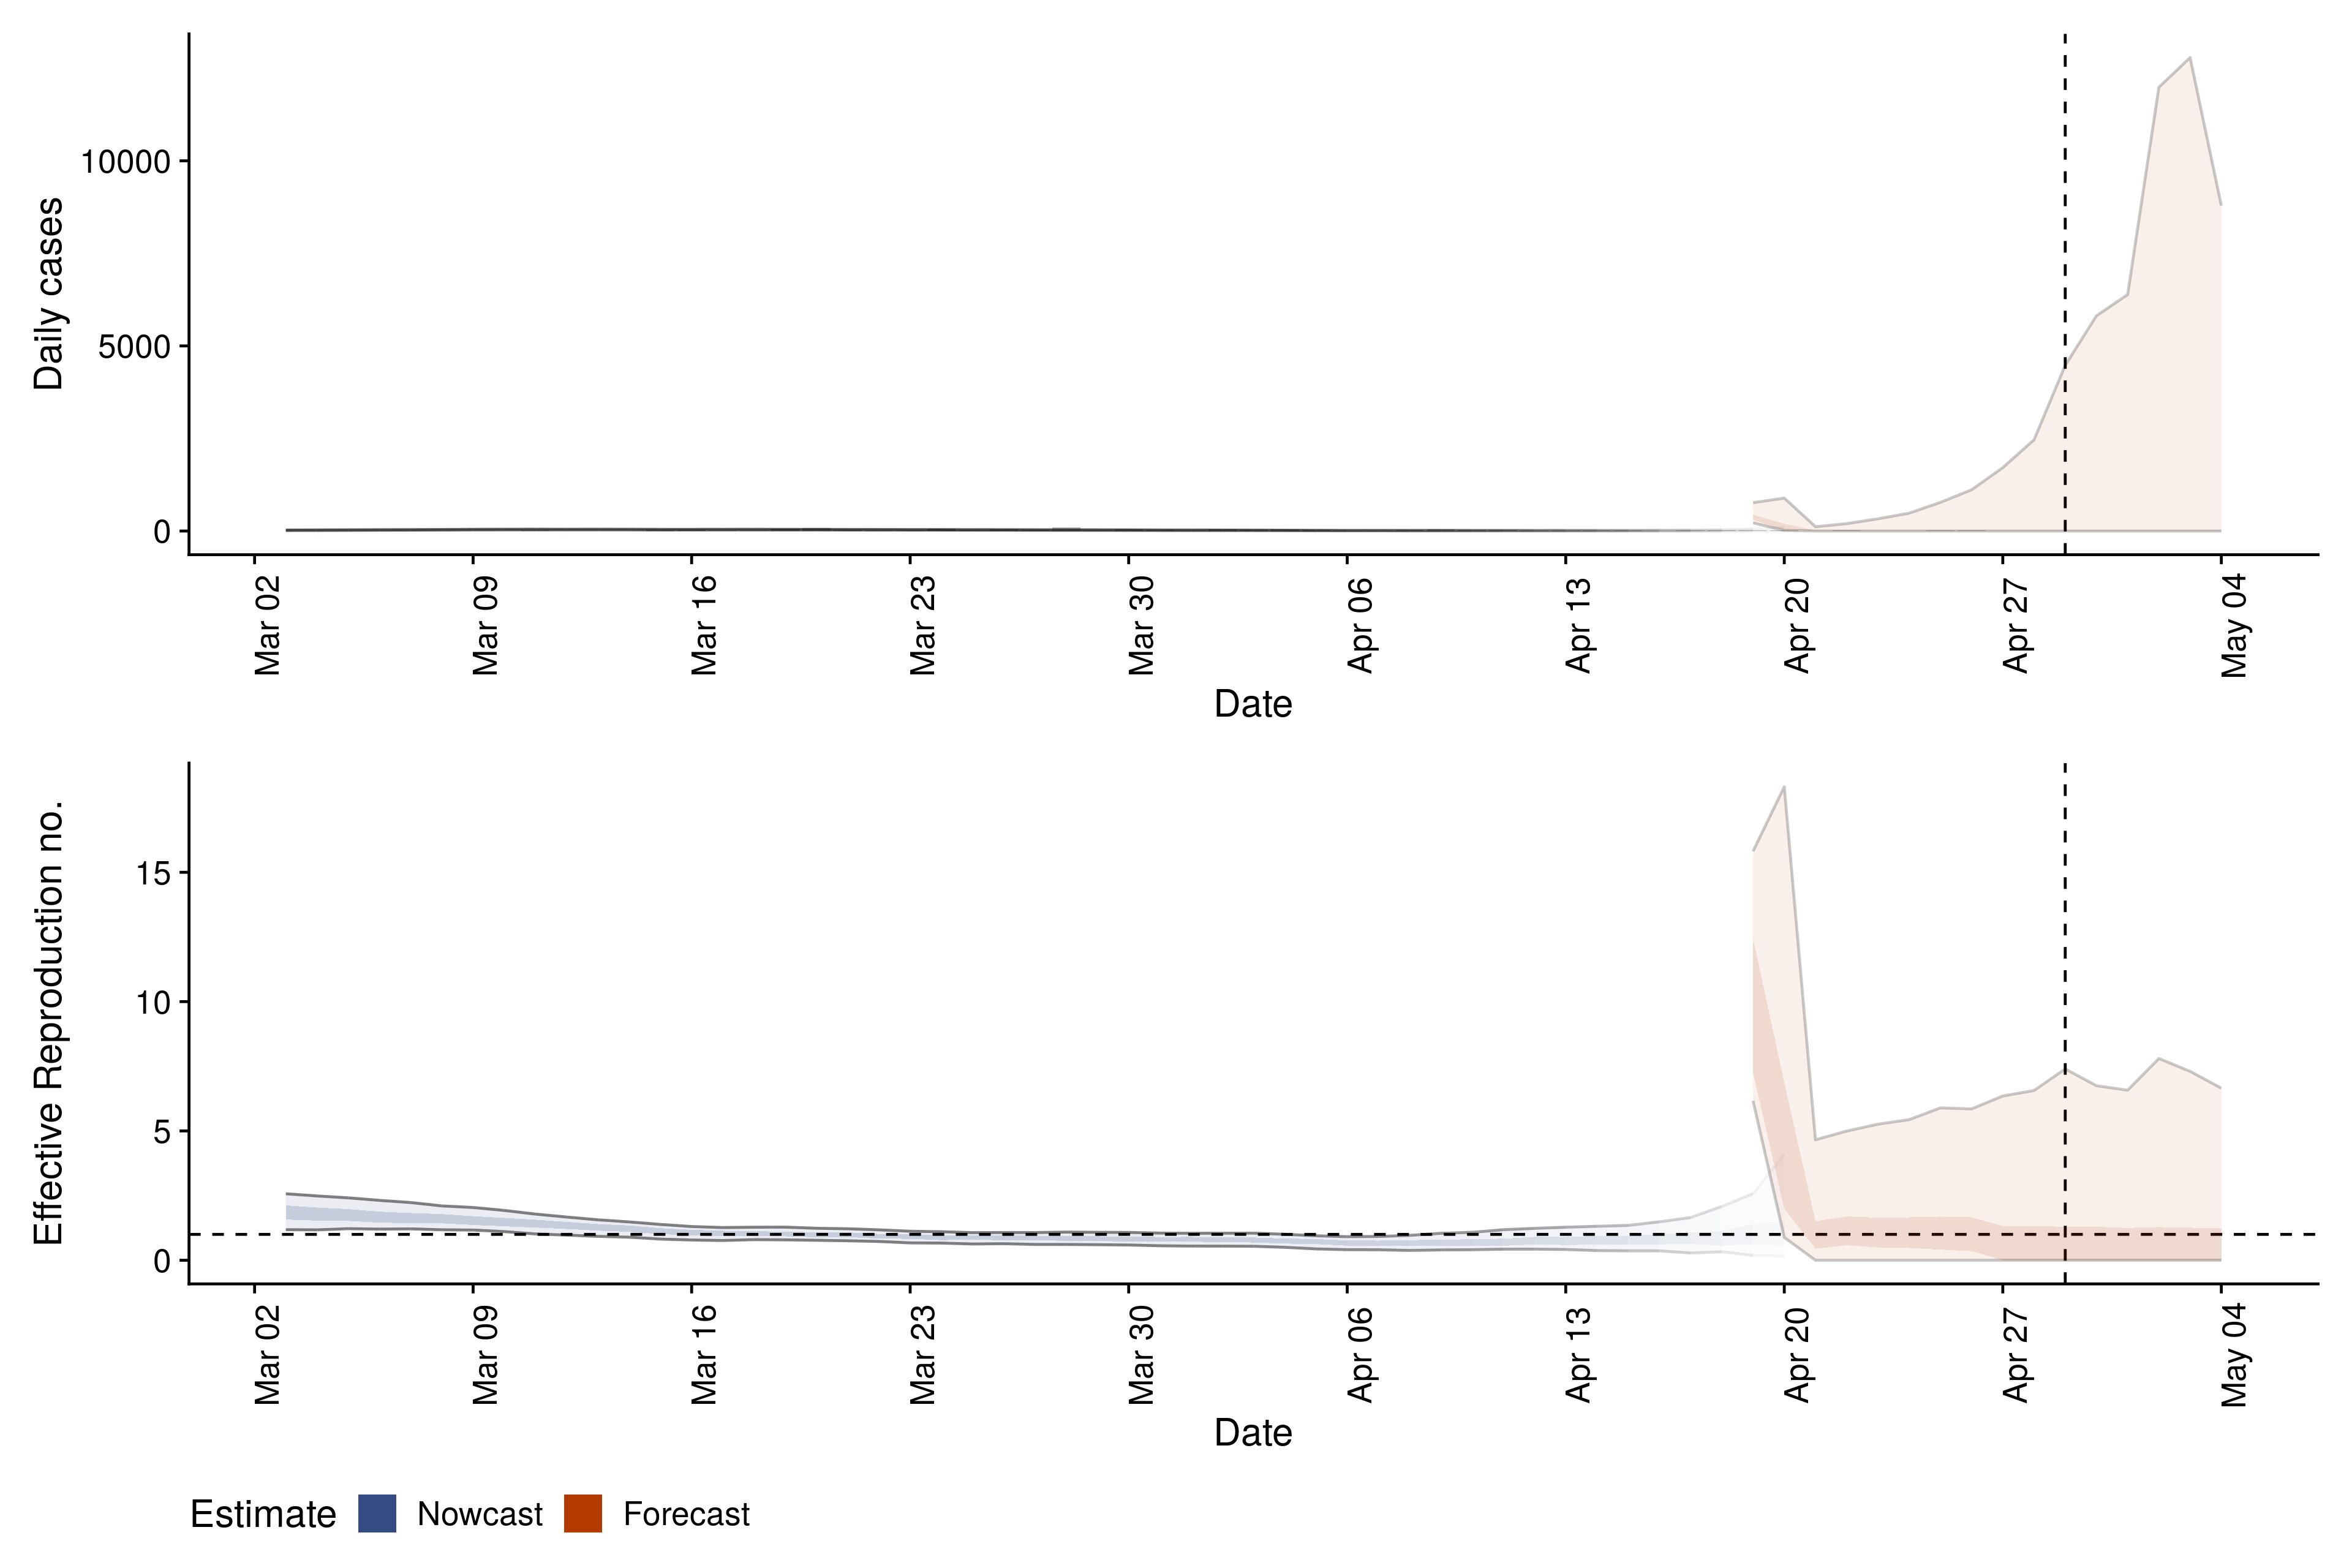 Daily cases
10000
5000
0
Mar 02
Mar 09
Mar 16
Mar 23
Mar 30
Apr 06
Apr 13
Apr 20
Apr 27
May 04
Date
Effective Reproduction no.
15
10
5
0
Mar 02
Mar 09
Mar 16
Mar 23
Mar 30
Apr 06
Apr 13
Apr 20
Apr 27
May 04
Date
Estimate Nowcast Forecast